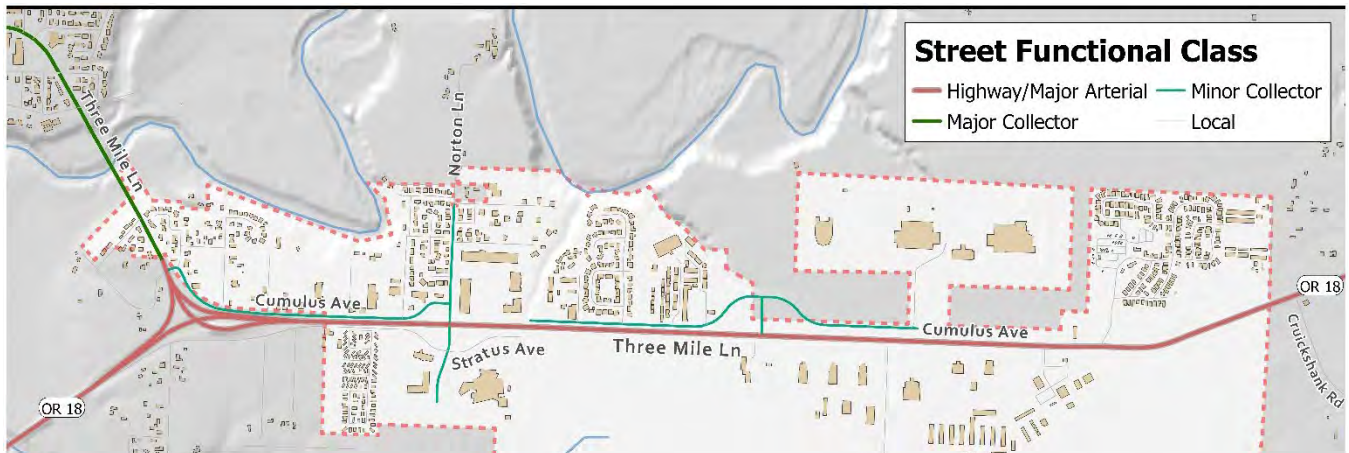 Street Functional Class
Highway/Major Arterial
Minor Collector
Major Collector
Local
Three Mile Ln
Norton Ln
Cumulus Ave
Stratus Ave
Three Mile Ln
Cumulus Ave
OR 18
OR 18
Cruickshank Rd